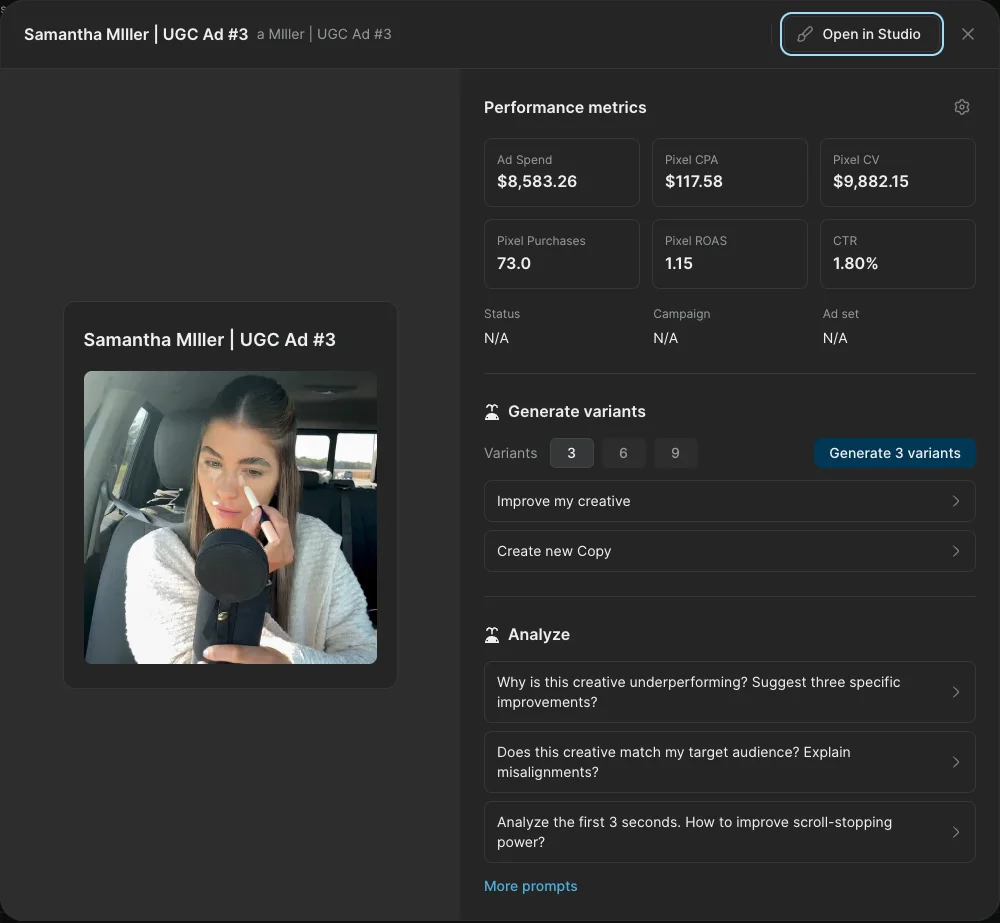 Samantha MIller | UGC Ad #3 a MIller | UGC Ad #3
Open in Studio
Samantha MIller | UGC Ad #3
Performance metrics
Ad Spend
$8,583.26
Pixel CPA
$117.58
Pixel CV
$9,882.15
Pixel Purchases
73.0
Pixel ROAS
1.15
CTR
1.80%
Status
N/A
Campaign
N/A
Ad set
N/A
Generate variants
Variants 3 6 9
Generate 3 variants
Improve my creative
Create new Copy
Analyze
Why is this creative underperforming? Suggest three specific
improvements?
Does this creative match my target audience? Explain
misalignments?
Analyze the first 3 seconds. How to improve scroll-stopping
power?
More prompts